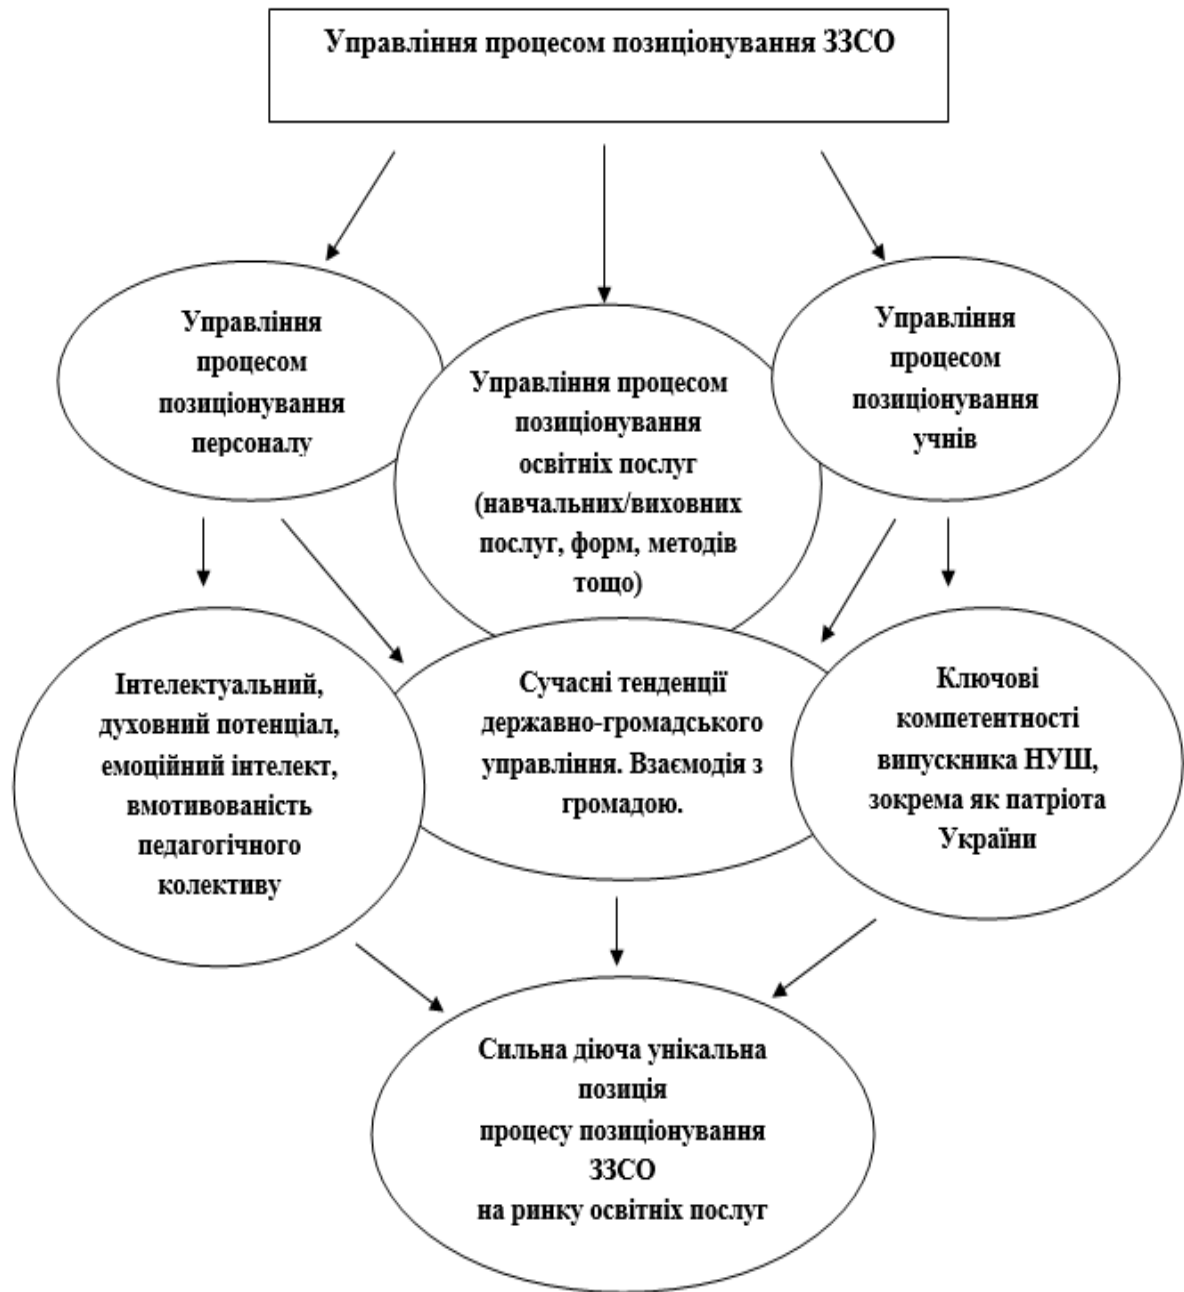 Управління процесом позиціонування ЗЗСО
Управління
процесом
позиціонування
персоналу
Управління процесом
позиціонування
освітніх послуг
(навчальних/виховних
послуг, форм, методів
тощо)
Управління
процесом
позиціонування
учнів
Інтелектуальний,
духовний потенціал,
емоційний інтелект,
вмотивованість
педагогічного
колективу
Сучасні тенденції
державно-громадського
управління. Взаємодія з
громадою.
Ключові
компетентності
випускника НУШ,
зокрема як патріота
України
Сильна діюча унікальна
позиція
процесу позиціонування
ЗЗСО
на ринку освітніх послуг